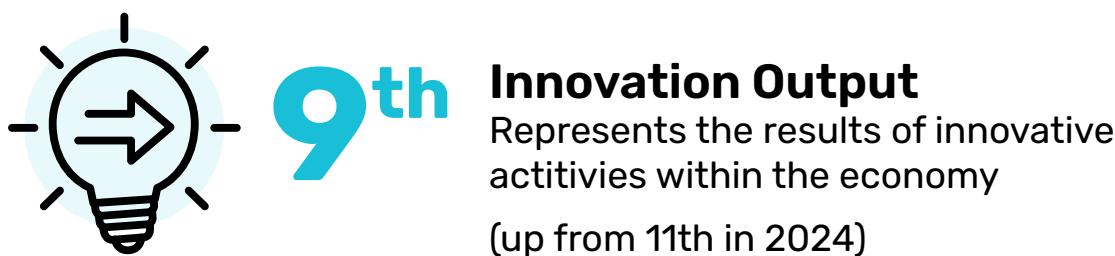 9th
Innovation Output
Represents the results of innovative
actitivies within the economy
(up from 11th in 2024)